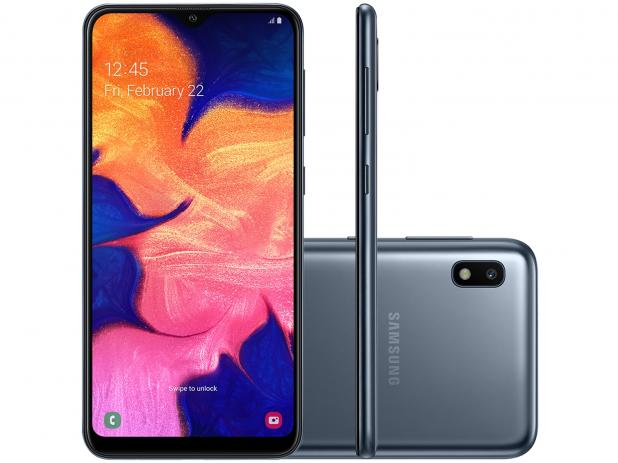 12:45
Fri, February 22
Swipe to unlock
SAMSUNG